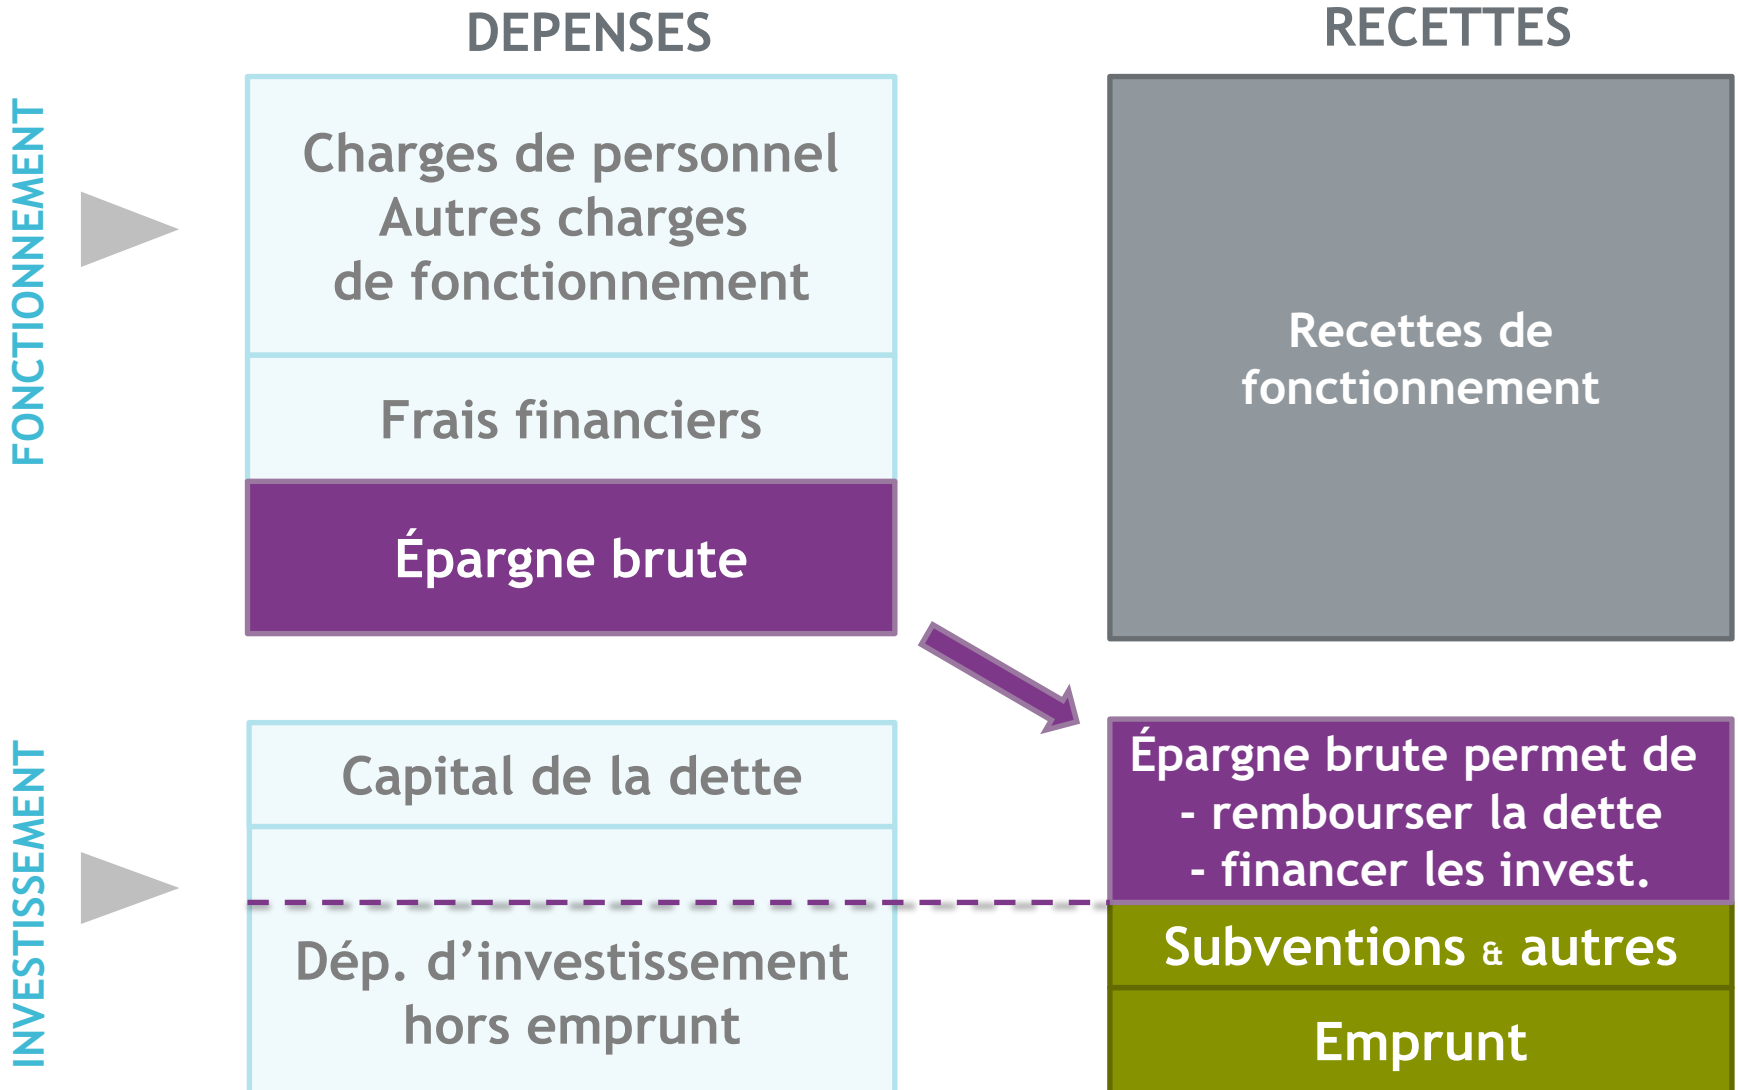 DEPENSES
RECETTES
FONCTIONNEMENT
Charges de personnel
Autres charges
de fonctionnement
Frais financiers
Épargne brute
Recettes de
fonctionnement
INVESTISSEMENT
Capital de la dette
Dép. d’investissement
hors emprunt
Épargne brute permet de
- rembourser la dette
- financer les invest.
Subventions & autres
Emprunt